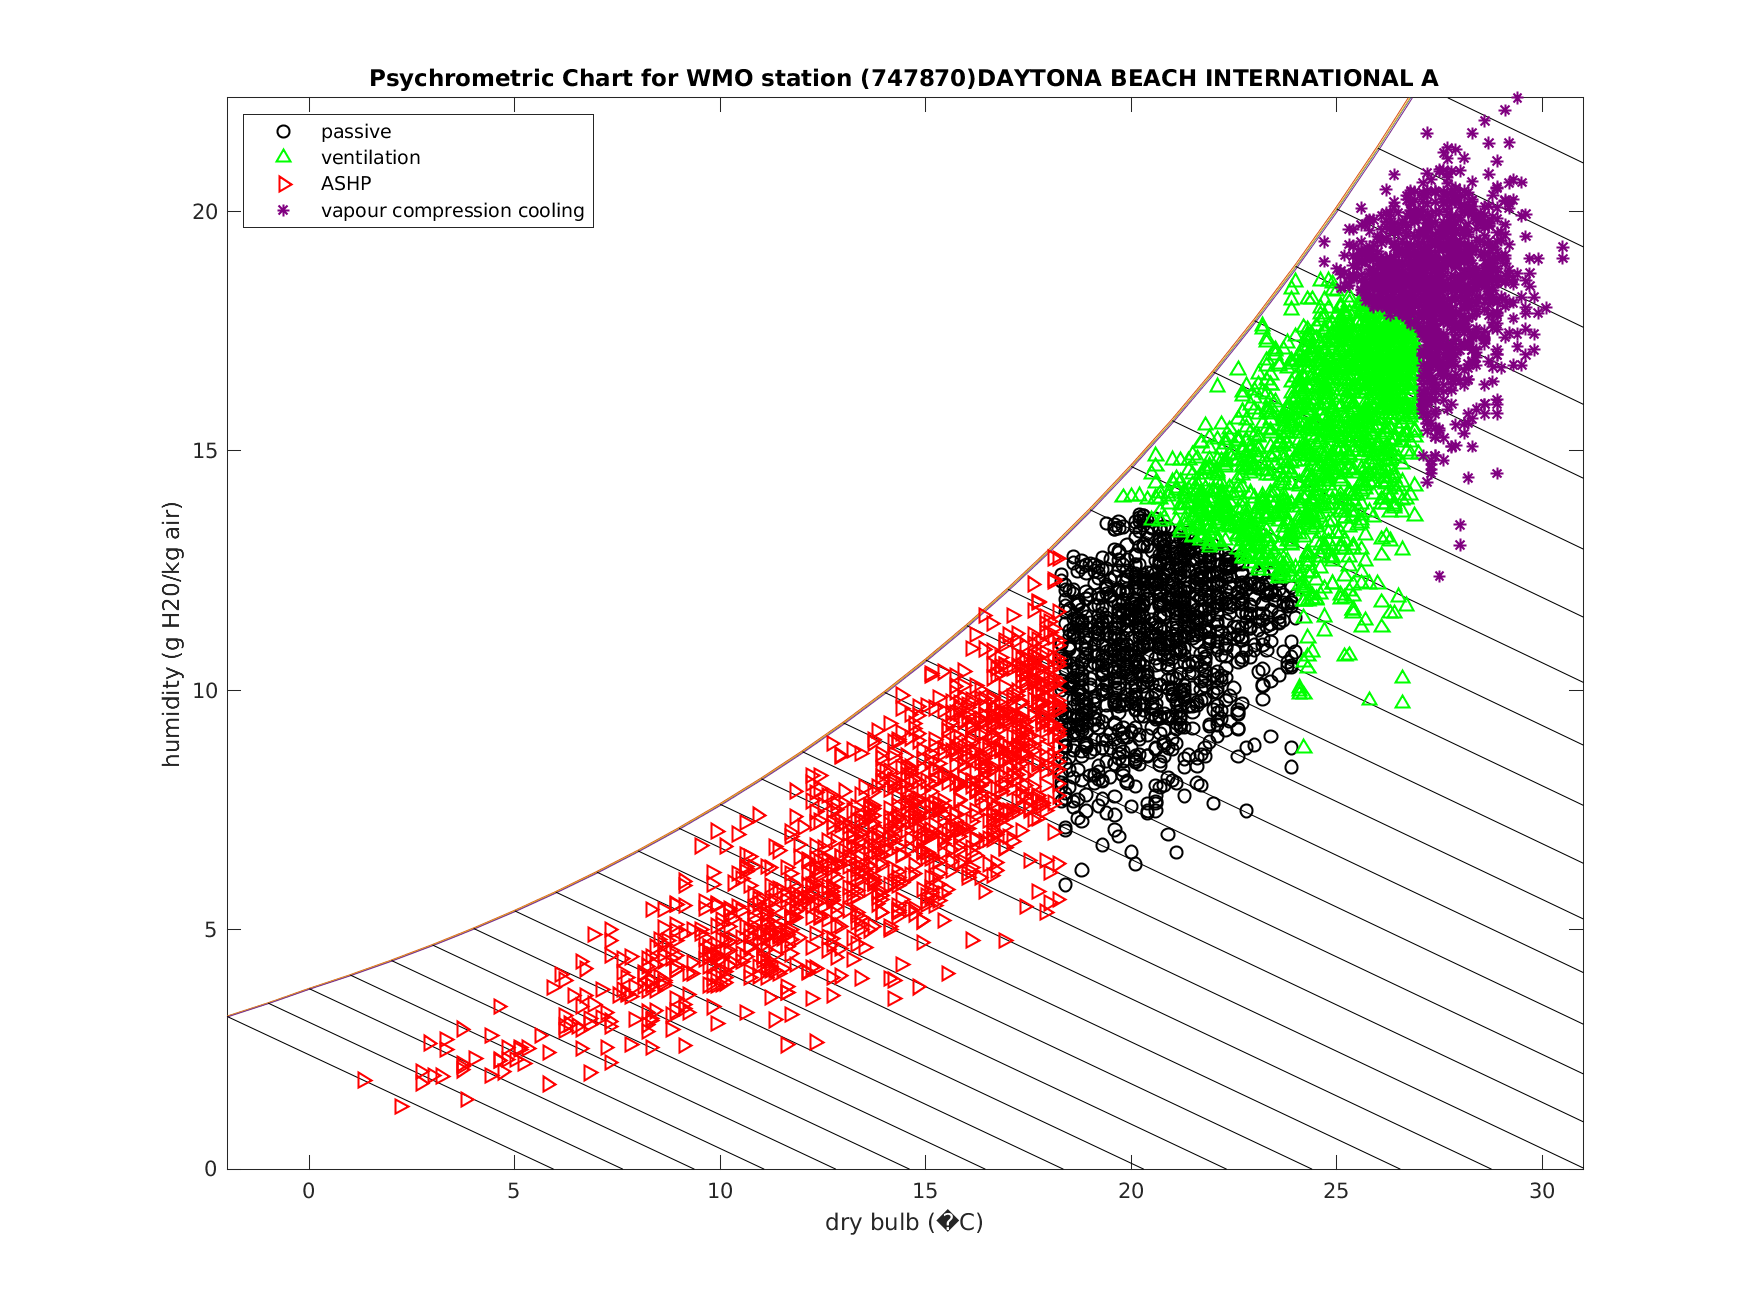 Psychrometric Chart for WMO station (747870)DAYTONA BEACH INTERNATIONAL A
passive
ventilation
ASHP
vapour compression cooling
humidity (g H20/kg air)
20
15
10
5
0
0 5 10 15 20 25 30
dry bulb (�C)